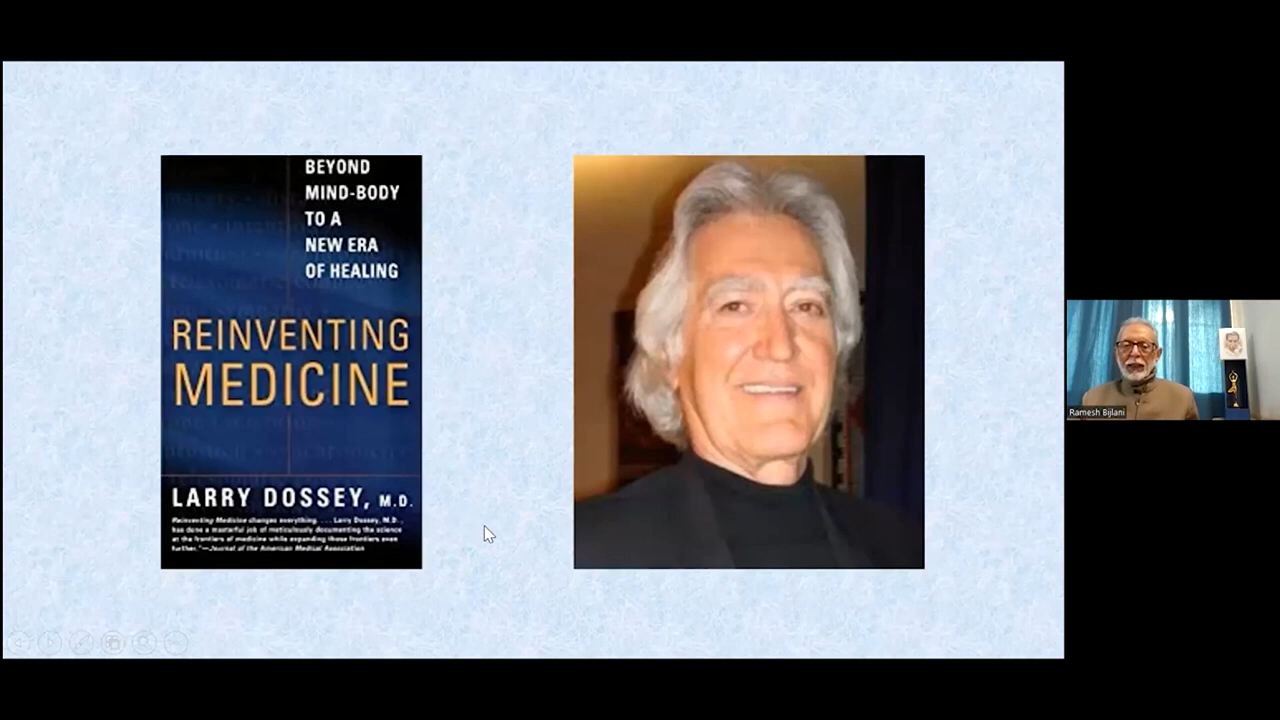 BEYOND
MIND-BODY
TO A
NEW ERA
OF HEALING
REINVENTING
MEDICINE
LARRY DOSSEY, M.D.
Reinventing Medicine changes everything. . . . Larry Dossey, M.D.,
has done a masterful job of meticulously documenting the science
at the frontiers of medicine while expanding those frontiers even
further."—Journal of the American Medical Association
Ramesh Bijlani